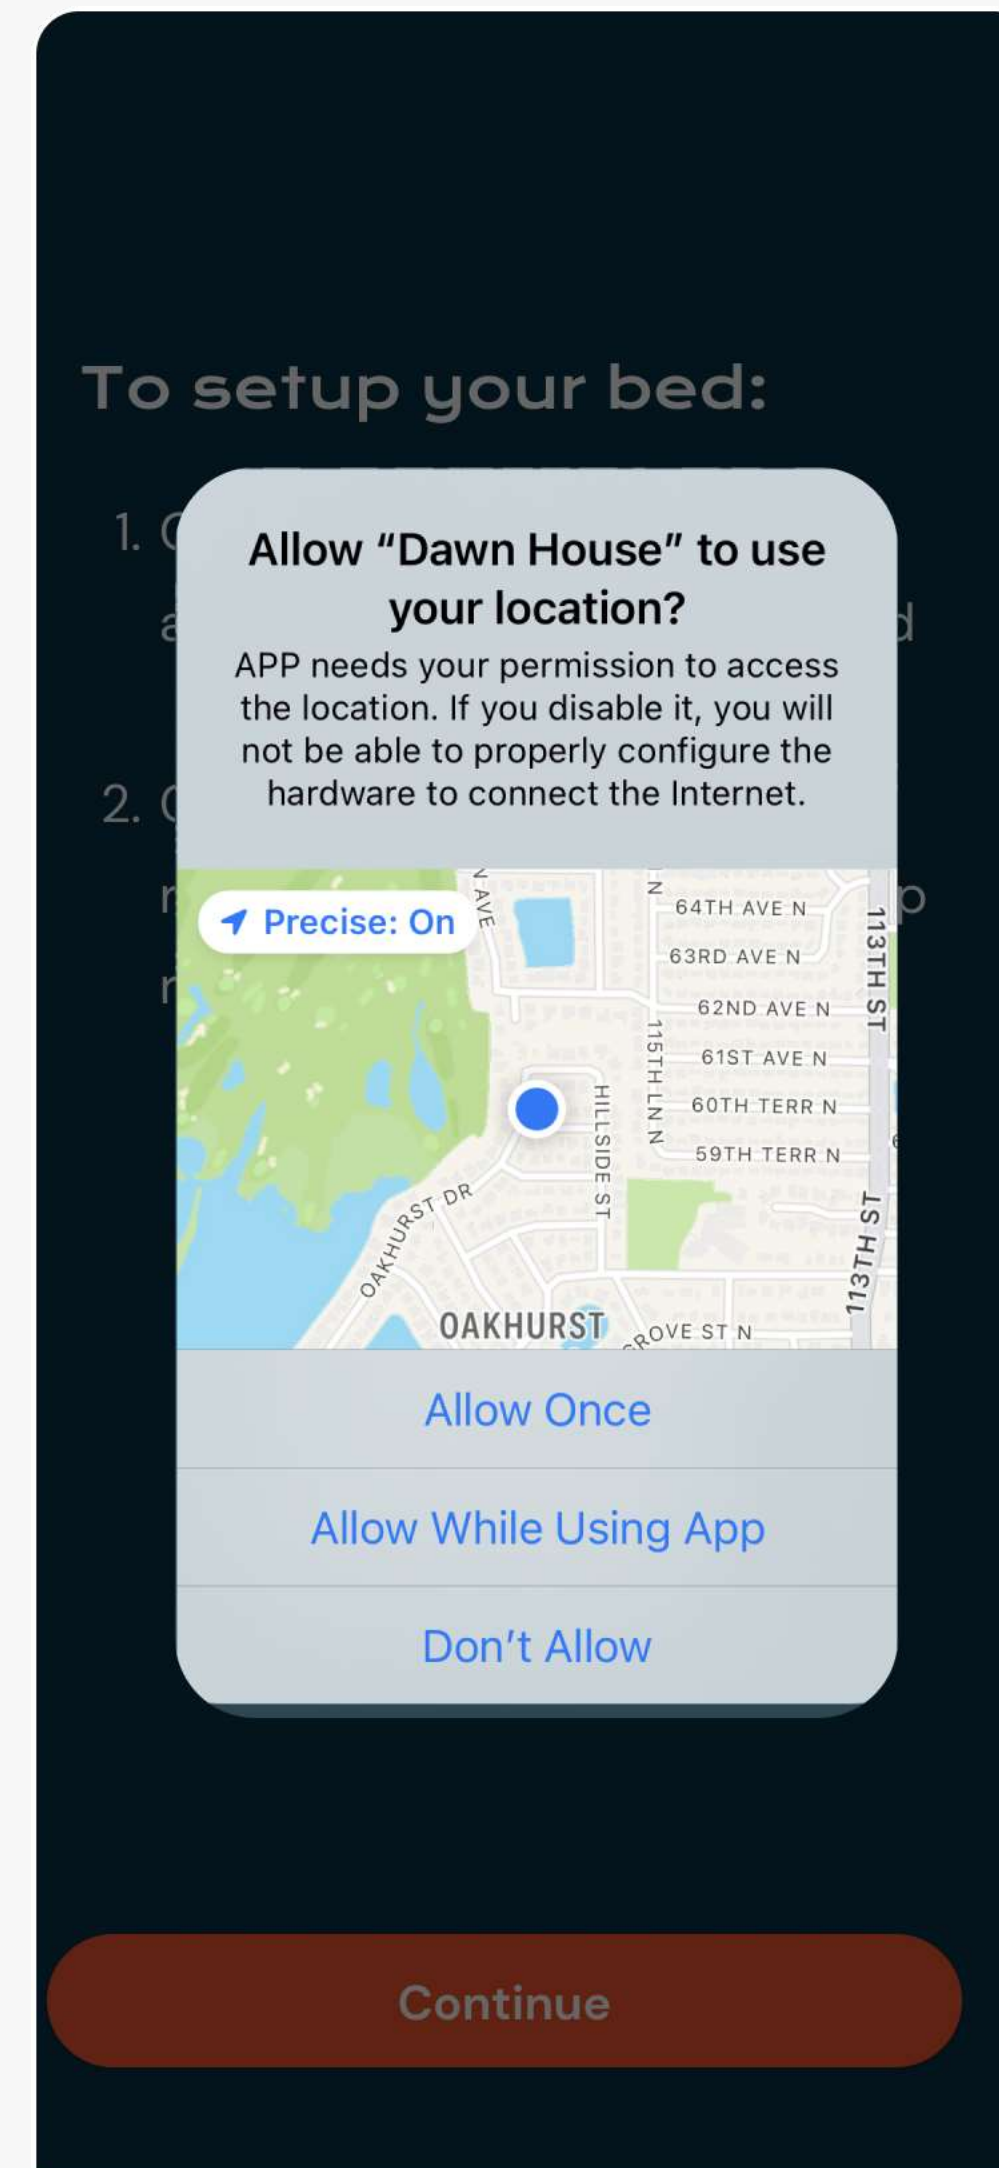 To setup your bed:
1.
Allow “Dawn House” to use
your location?
APP needs your permission to access
the location. If you disable it, you will
not be able to properly configure the
hardware to connect the Internet.
2.
Precise: On
N AVE
N
64TH AVE N
113TH ST
63RD AVE N
62ND AVE N
115TH LN N
61ST AVE N
HILLSIDE ST
60TH TERR N
59TH TERR N
OAKHURST DR
113TH ST
OAKHURST
GROVE ST N
Allow Once
Allow While Using App
Don’t Allow
Continue